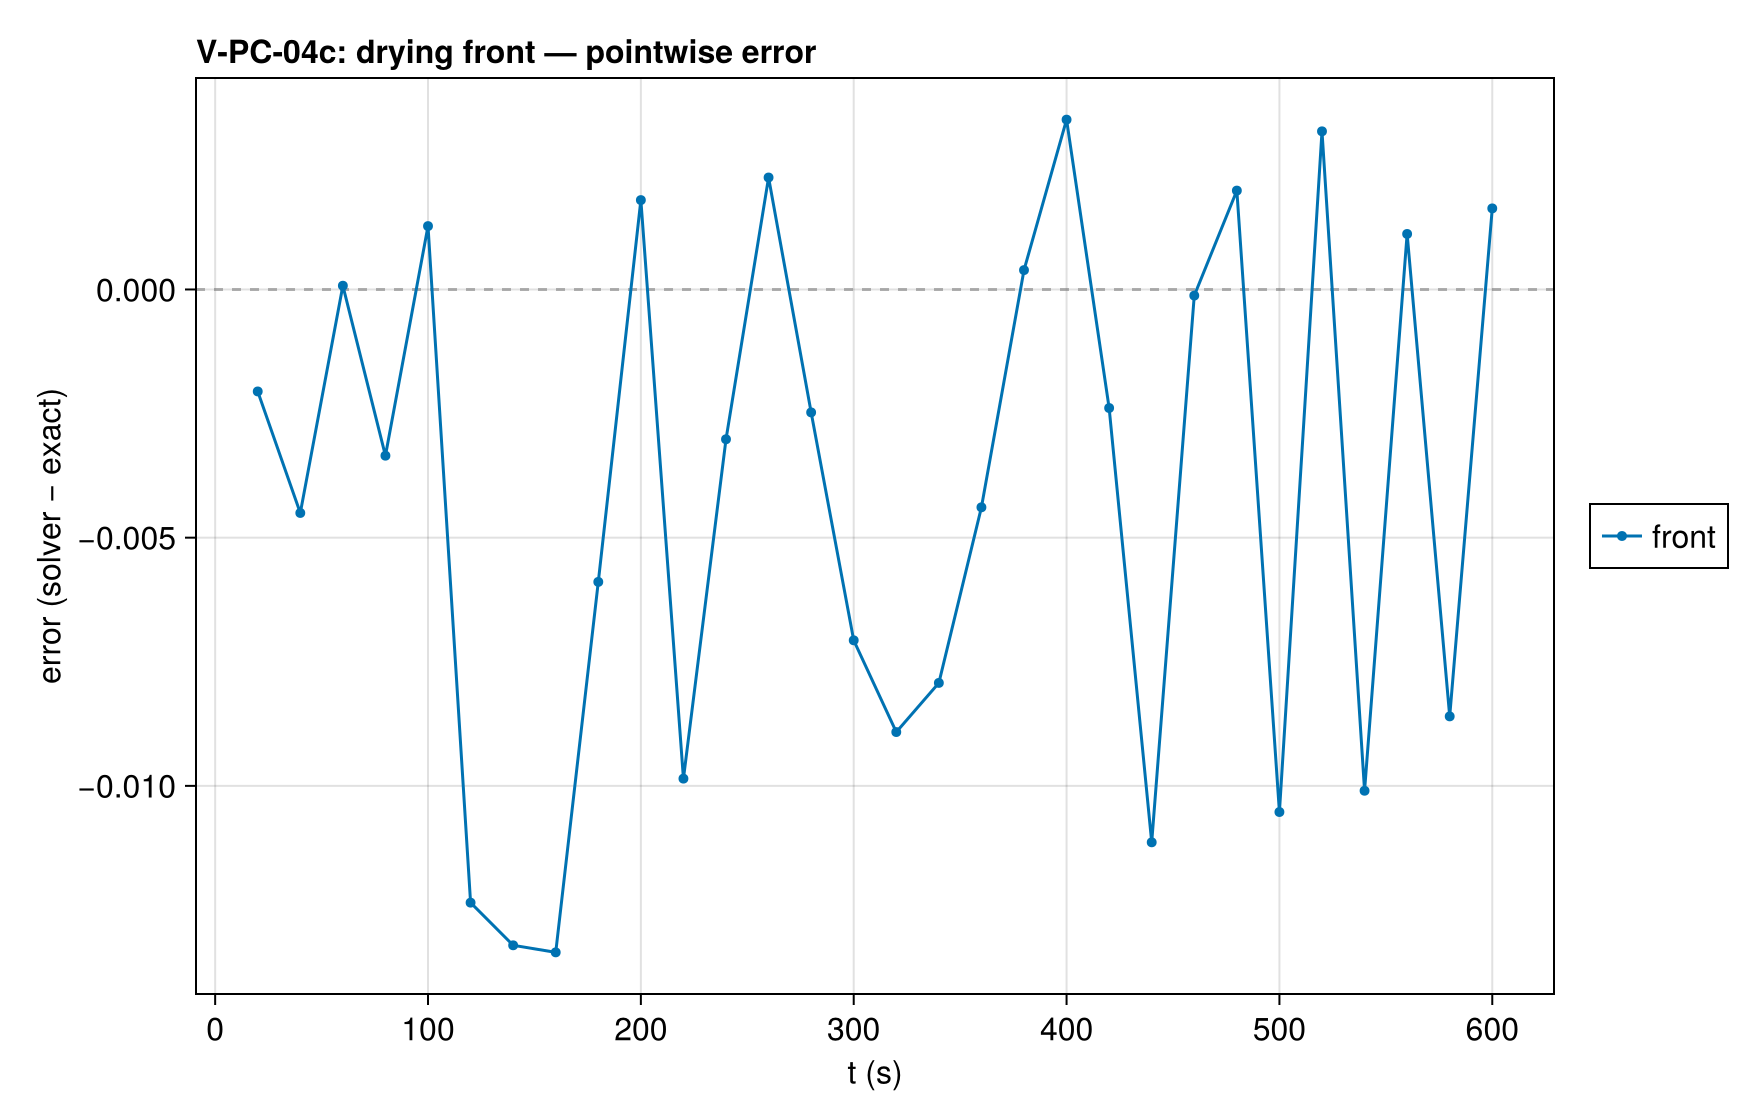 V-PC-04c: drying front — pointwise error
error (solver – exact)
0.000
−0.005
−0.010
0 100 200 300 400 500 600
t (s)
front